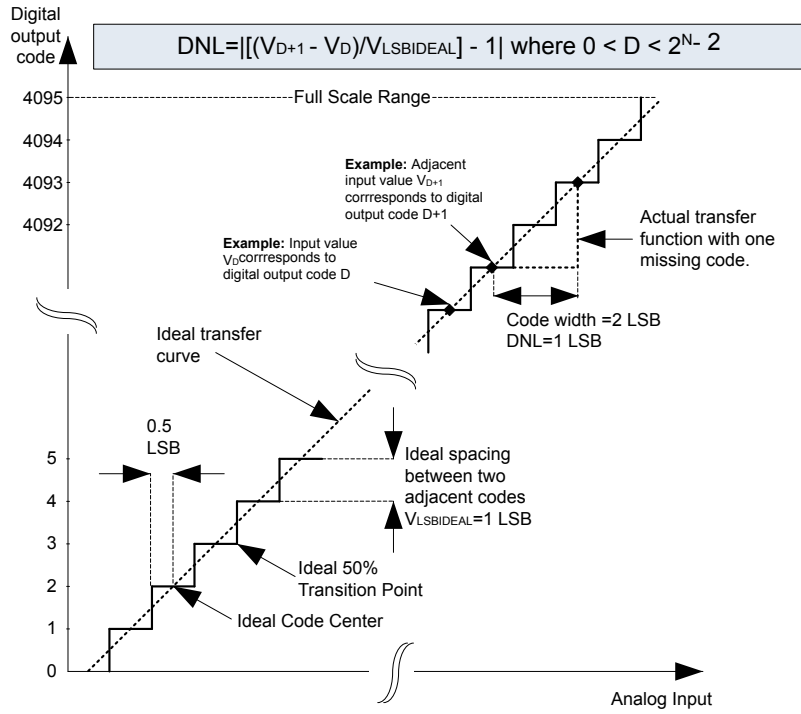 Digital
output
code
DNL=|[(VD+1 - VD)/VLSBIDEAL] - 1| where 0 < D < 2^N - 2
4095
Full Scale Range
4094
4093
4092
Example: Adjacent
input value VD+1
corrresponds to digital
output code D+1
Example: Input value
VD corrresponds to
digital output code D
Actual transfer
function with one
missing code.
Code width =2 LSB
DNL=1 LSB
Ideal transfer
curve
0.5
LSB
5
4
3
2
1
0
Ideal spacing
between two
adjacent codes
VLSBIDEAL=1 LSB
Ideal 50%
Transition Point
Ideal Code Center
Analog Input